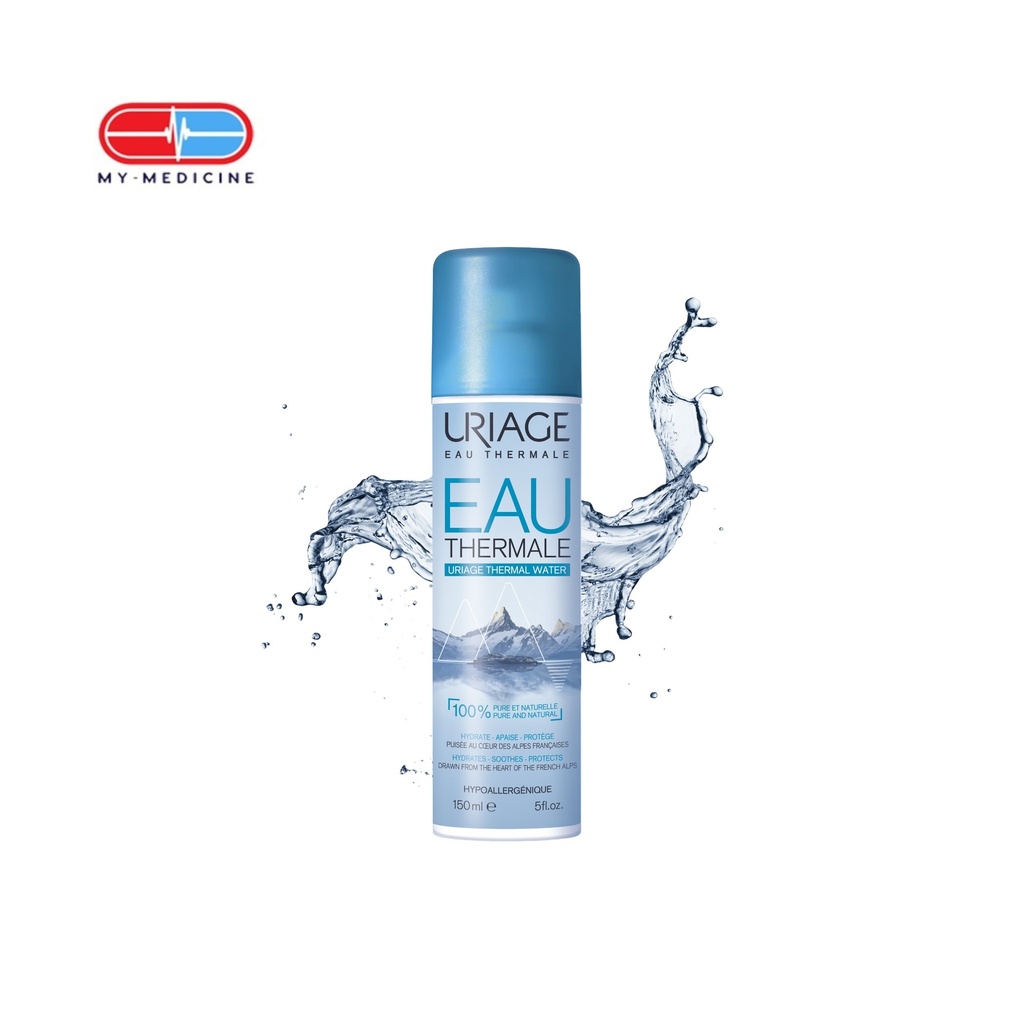 MY-MEDICINE
URIAGE
EAU THERMALE
EAU
THERMALE
URIAGE THERMAL WATER
100% PURE ET NATURELLE
PURE AND NATURAL
HYDRATE - APAISE - PROTÈGE
PUISÉE AU CŒUR DES ALPES FRANÇAISES
HYDRATES - SOOTHES - PROTECTS
DRAWN FROM THE HEART OF THE FRENCH ALPS
HYPOALLERGÉNIQUE
150 ml e 5fl.oz.